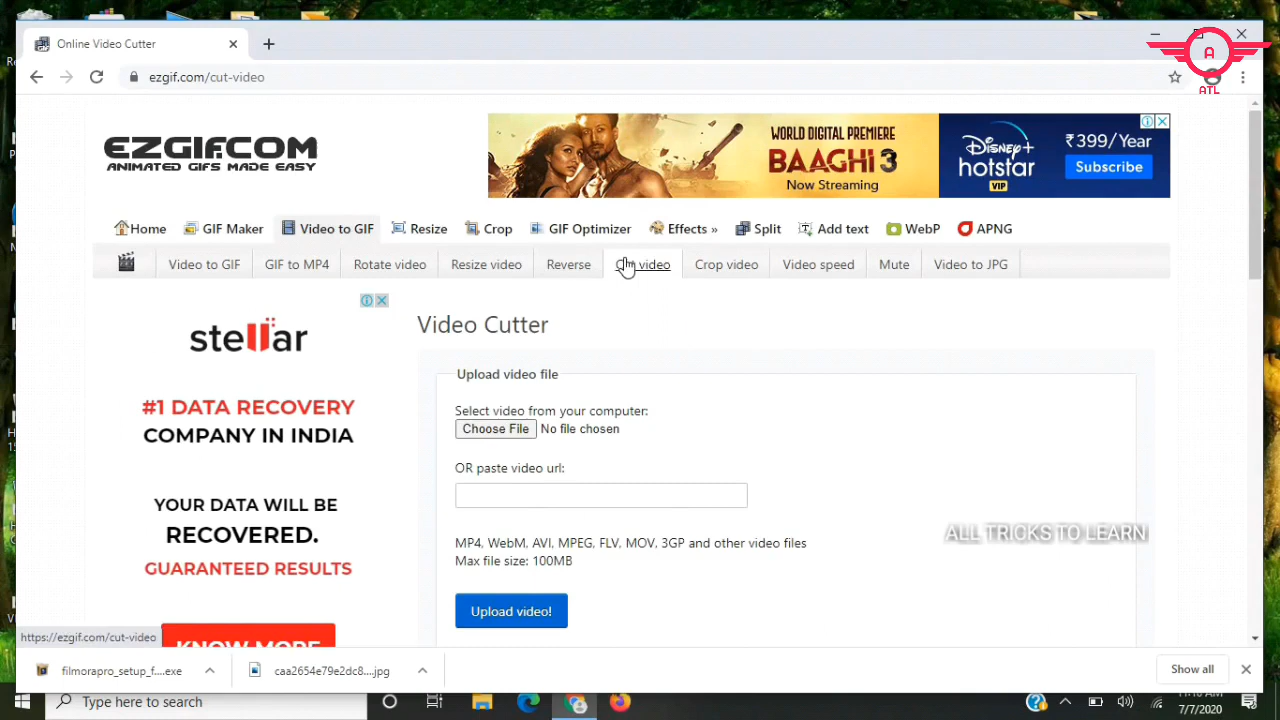 Online Video Cutter
ezgif.com/cut-video
A
ATL
EZGIF.COM
ANIMATED GIFS MADE EASY
WORLD DIGITAL PREMIERE
BAAGHI 3
Now Streaming
Disney+
hotstar
VIP
₹399/Year
Subscribe
Home GIF Maker Video to GIF Resize Crop GIF Optimizer Effects » Split Add text WebP APNG
Video to GIF GIF to MP4 Rotate video Resize video Reverse video Crop video Video speed Mute Video to JPG
stellar
#1 DATA RECOVERY
COMPANY IN INDIA
YOUR DATA WILL BE
RECOVERED.
GUARANTEED RESULTS
KNOW MORE
Video Cutter
Upload video file
Select video from your computer:
Choose File No file chosen
OR paste video url:
ALL TRICKS TO LEARN
MP4, WebM, AVI, MPEG, FLV, MOV, 3GP and other video files
Max file size: 100MB
Upload video!
https://ezgif.com/cut-video
filmorapro_setup_f....exe caa2654e79e2dc8....jpg Show all
Type here to search
7/7/2020